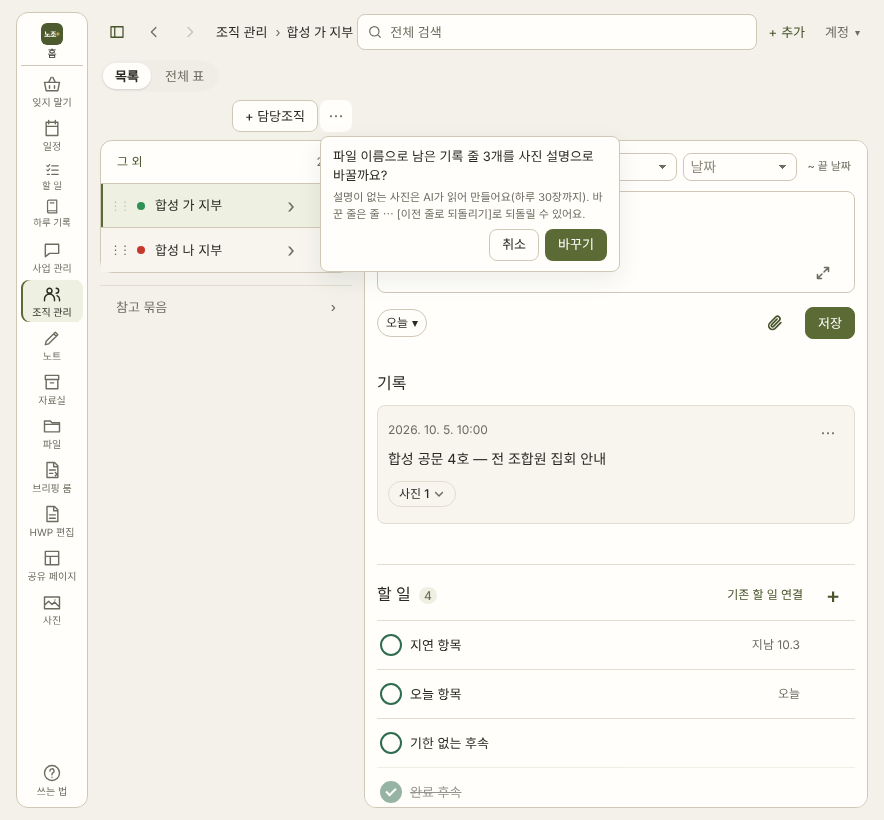 노조+
홈
잊지 말기
일정
할 일
하루 기록
사업 관리
조직 관리
노트
자료실
파일
브리핑 룸
HWP 편집
공유 페이지
사진
쓰는 법
조직 관리 › 합성 가 지부
전체 검색
+ 추가
계정 ▾
목록 전체 표
+ 담당조직 ⋯
그 외
합성 가 지부 ›
합성 나 지부 ›
참고 묶음 ›
파일 이름으로 남은 기록 줄 3개를 사진 설명으로
바꿀까요?
설명이 없는 사진은 AI가 읽어 만들어요(하루 30장까지). 바
꾼 줄은 줄 ⋯ [이전 줄로 되돌리기]로 되돌릴 수 있어요.
취소 바꾸기
날짜
~ 끝 날짜
오늘 ▾
저장
기록
2026. 10. 5. 10:00 ⋯
합성 공문 4호 — 전 조합원 집회 안내
사진 1
할 일 4
기존 할 일 연결 +
지연 항목 지남 10.3
오늘 항목 오늘
기한 없는 후속
완료 후속